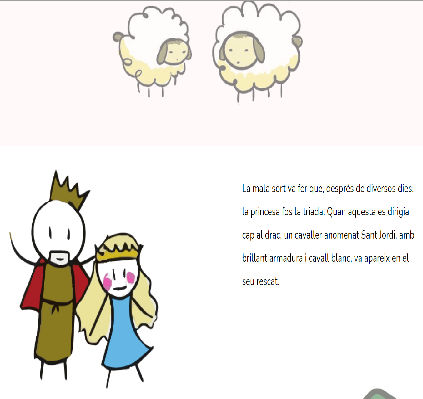 La mala sort va fer que, després de diversos dies,
la princesa fos la triada. Quan aquesta es dirigia
cap al drac, un cavaller anomenat Sant Jordi, amb
brillant armadura i cavall blanc, va apareix en el
seu rescat.